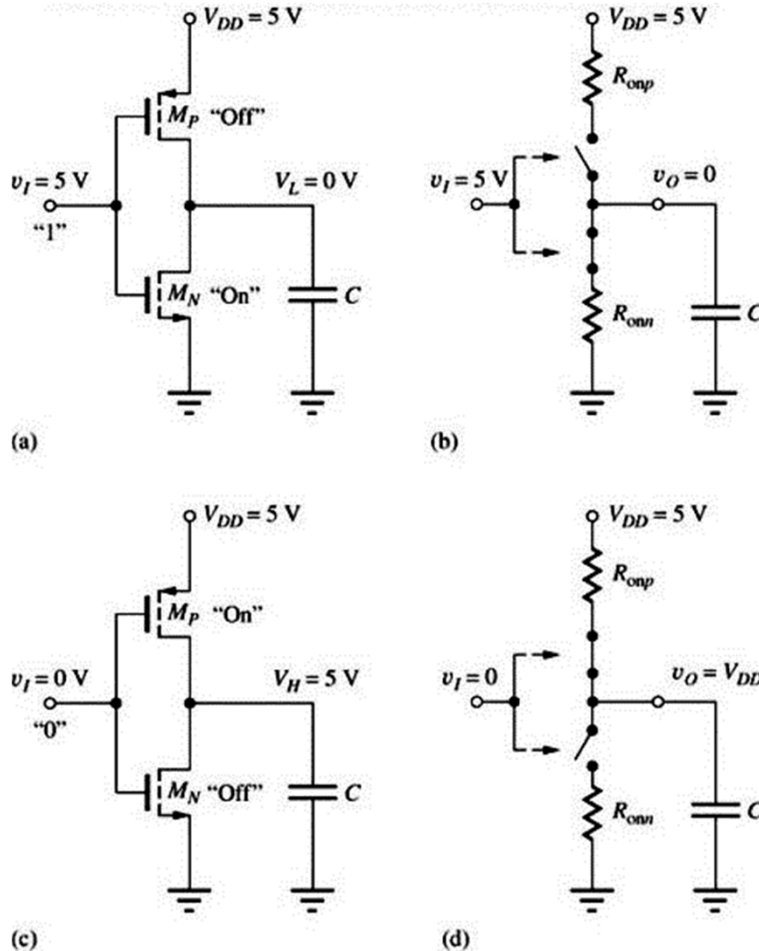 V_DD = 5 V
M_P "Off"
v_I = 5 V
"1"
V_L = 0 V
M_N "On"
C
(a)
V_DD = 5 V
R_onp
v_I = 5 V
v_O = 0
R_onn
C
(b)
V_DD = 5 V
M_P "On"
v_I = 0 V
"0"
V_H = 5 V
M_N "Off"
C
(c)
V_DD = 5 V
R_onp
v_I = 0
v_O = V_DD
R_onn
C
(d)